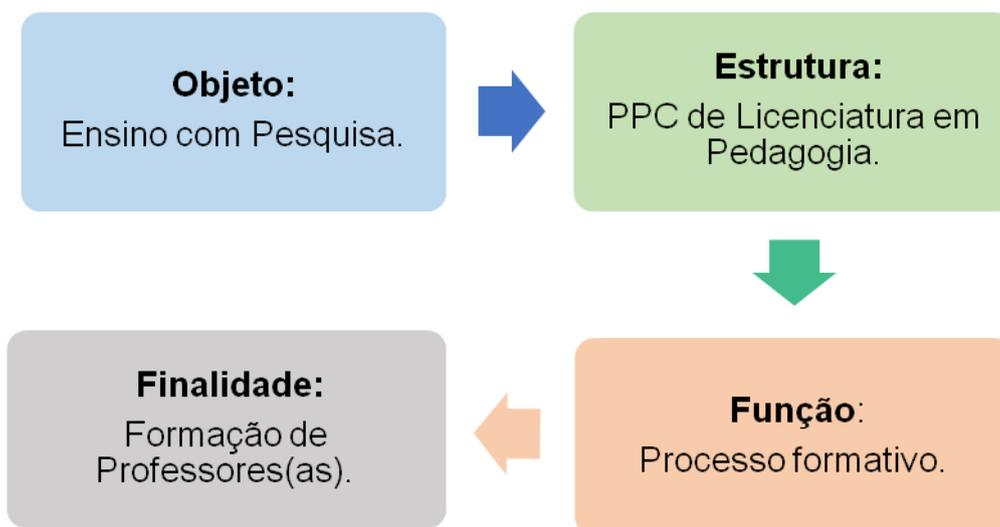 Objeto:
Ensino com Pesquisa.
Estrutura:
PPC de Licenciatura em
Pedagogia.
Função:
Processo formativo.
Finalidade:
Formação de
Professores(as).